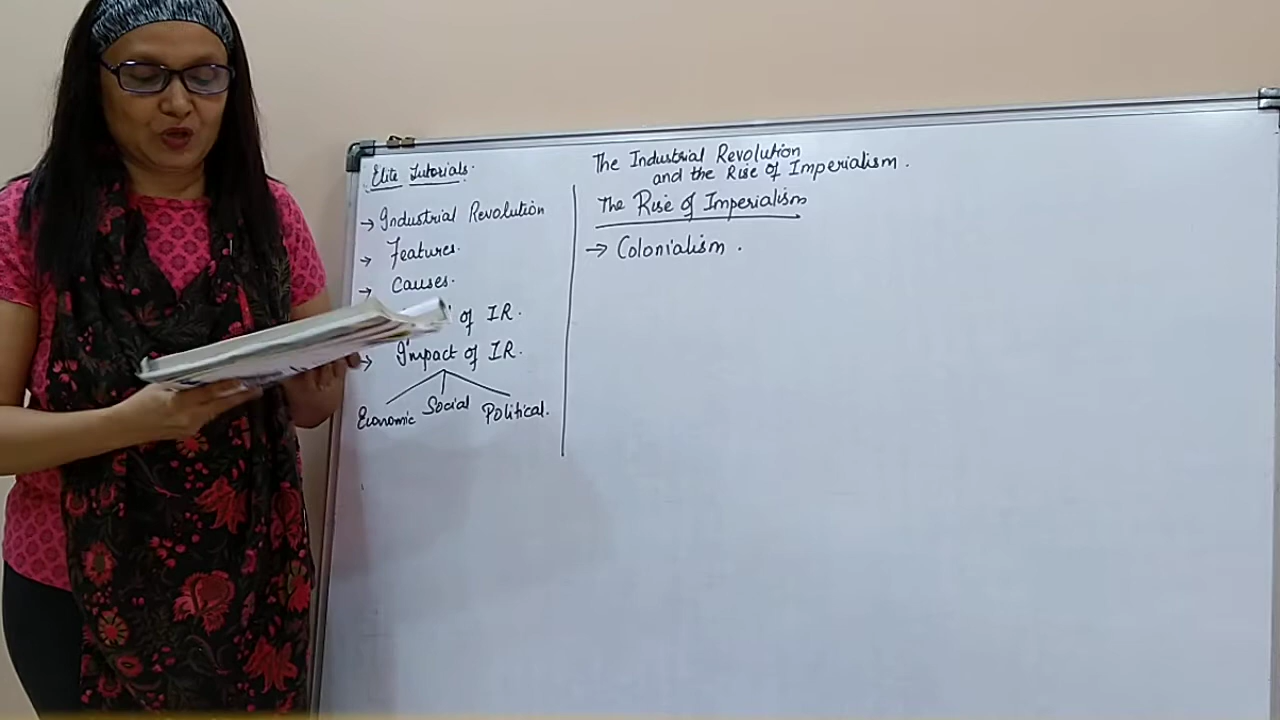 Elite Tutorials.
→ Industrial Revolution
→ Features.
→ Causes.
of IR.
→ Impact of IR.
Economic Social Political.
The Industrial Revolution
and the Rise of Imperialism.
The Rise of Imperialism
→ Colonialism.